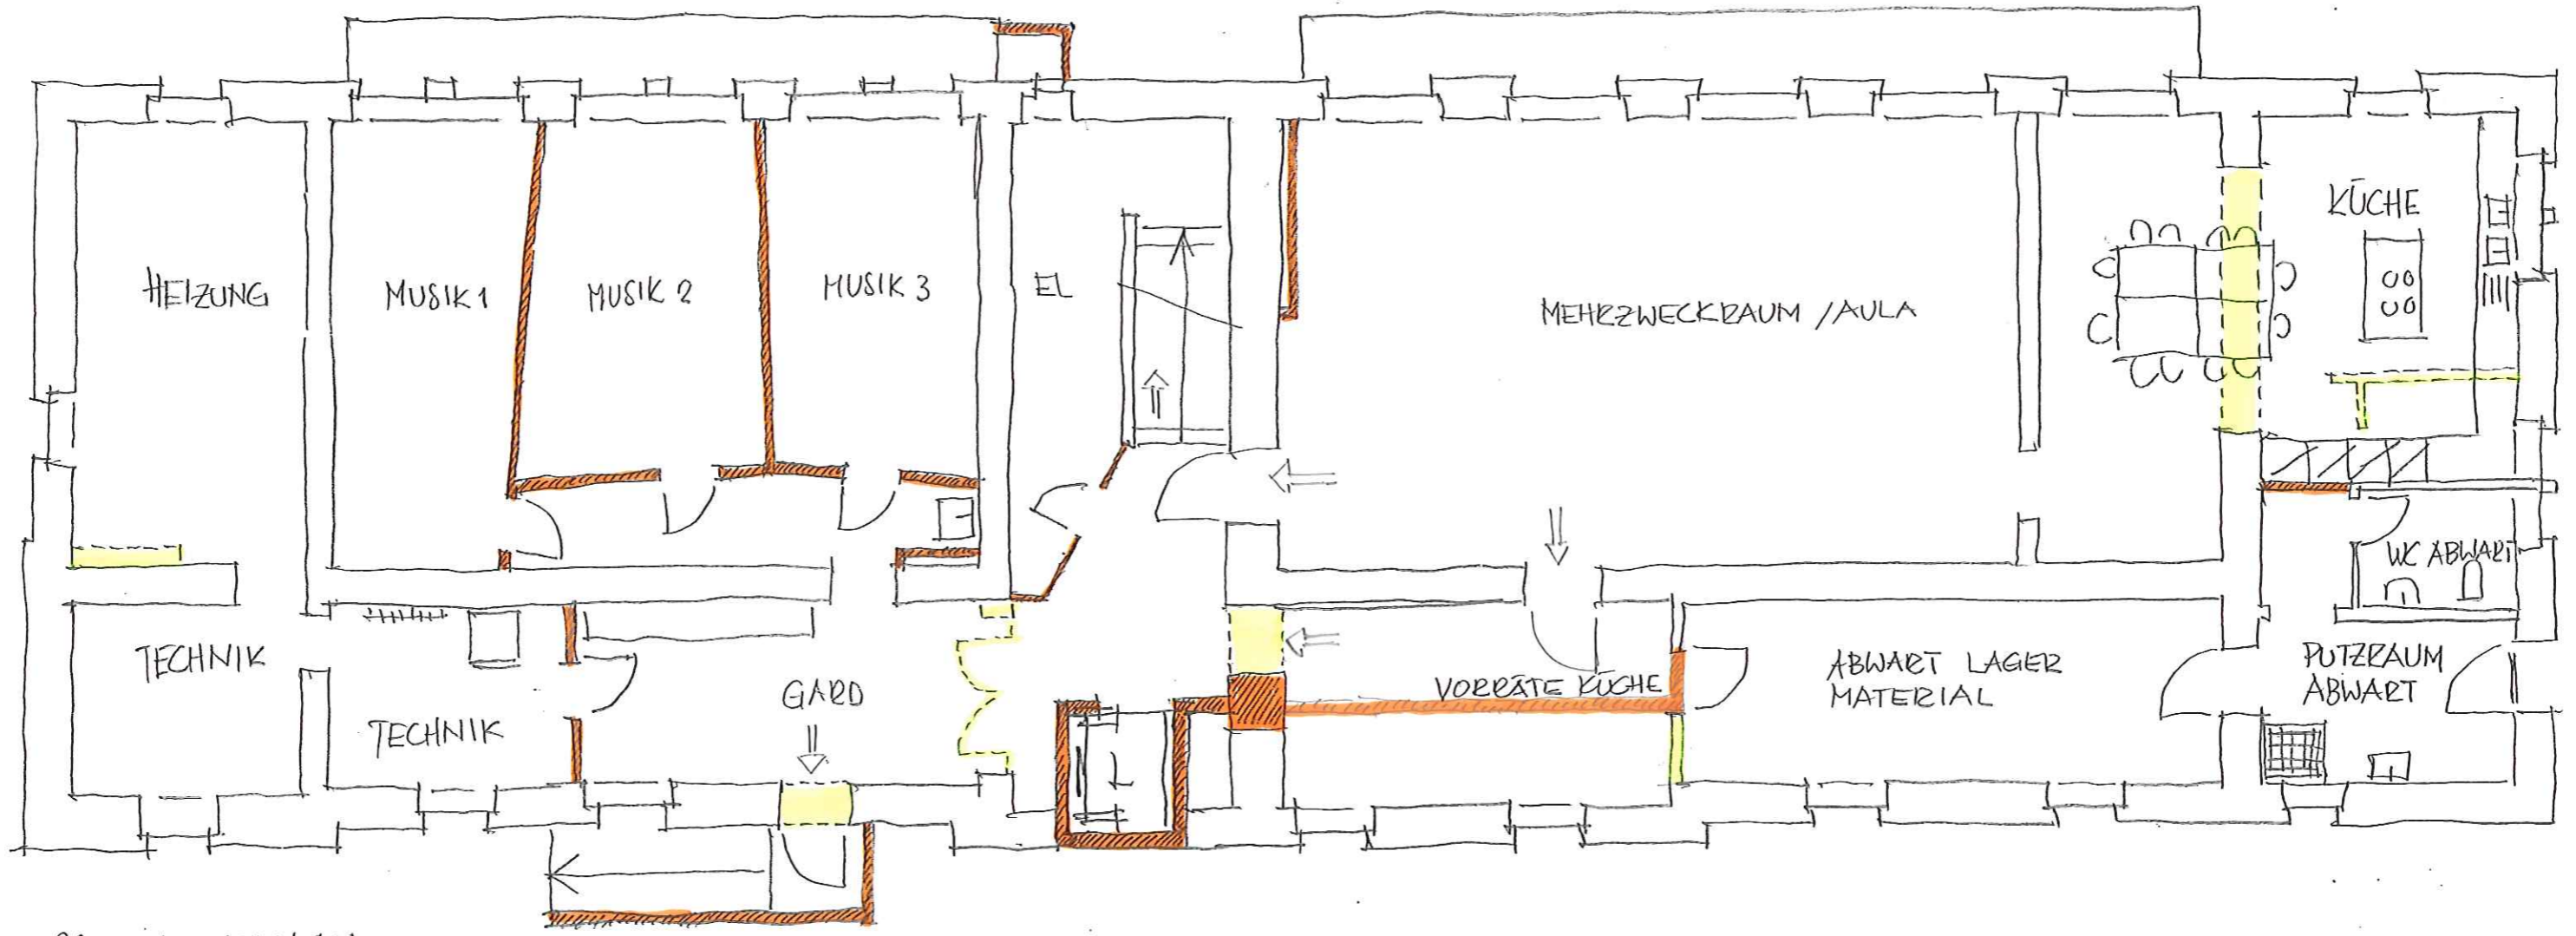 KÜCHE
HEIZUNG
MUSIK 1
MUSIK 2
MUSIK 3
EL
MEHRZWECKRAUM / AULA
WC ABWART
TECHNIK
TECHNIK
GARD
L
VORRÄTE KÜCHE
ABWART LAGER
MATERIAL
PUTZRAUM
ABWART